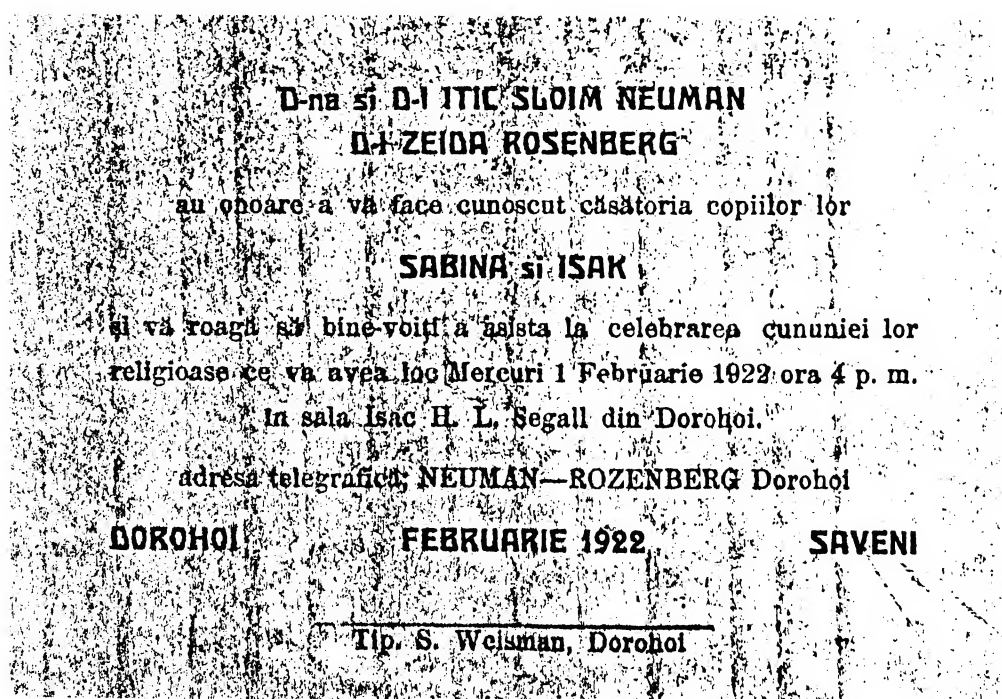 D-na si D-l ITIC SLOIM NEUMAN
D-l ZEIDA ROSENBERG
au onoare a vă face cunoscut căsătoria copiilor lor
SABINA si ISAK
și vă roagă să bine-voiți a asista la celebrarea cununiei lor
religioase ce va avea loc Mercuri 1 Februarie 1922 ora 4 p. m.
in sala Isac H. L. Segall din Dorohoi.
adresa telegrafică: NEUMAN—ROZENBERG Dorohoi
DOROHOI FEBRUARIE 1922 SAVENI
Tip. S. Weisman, Dorohoi